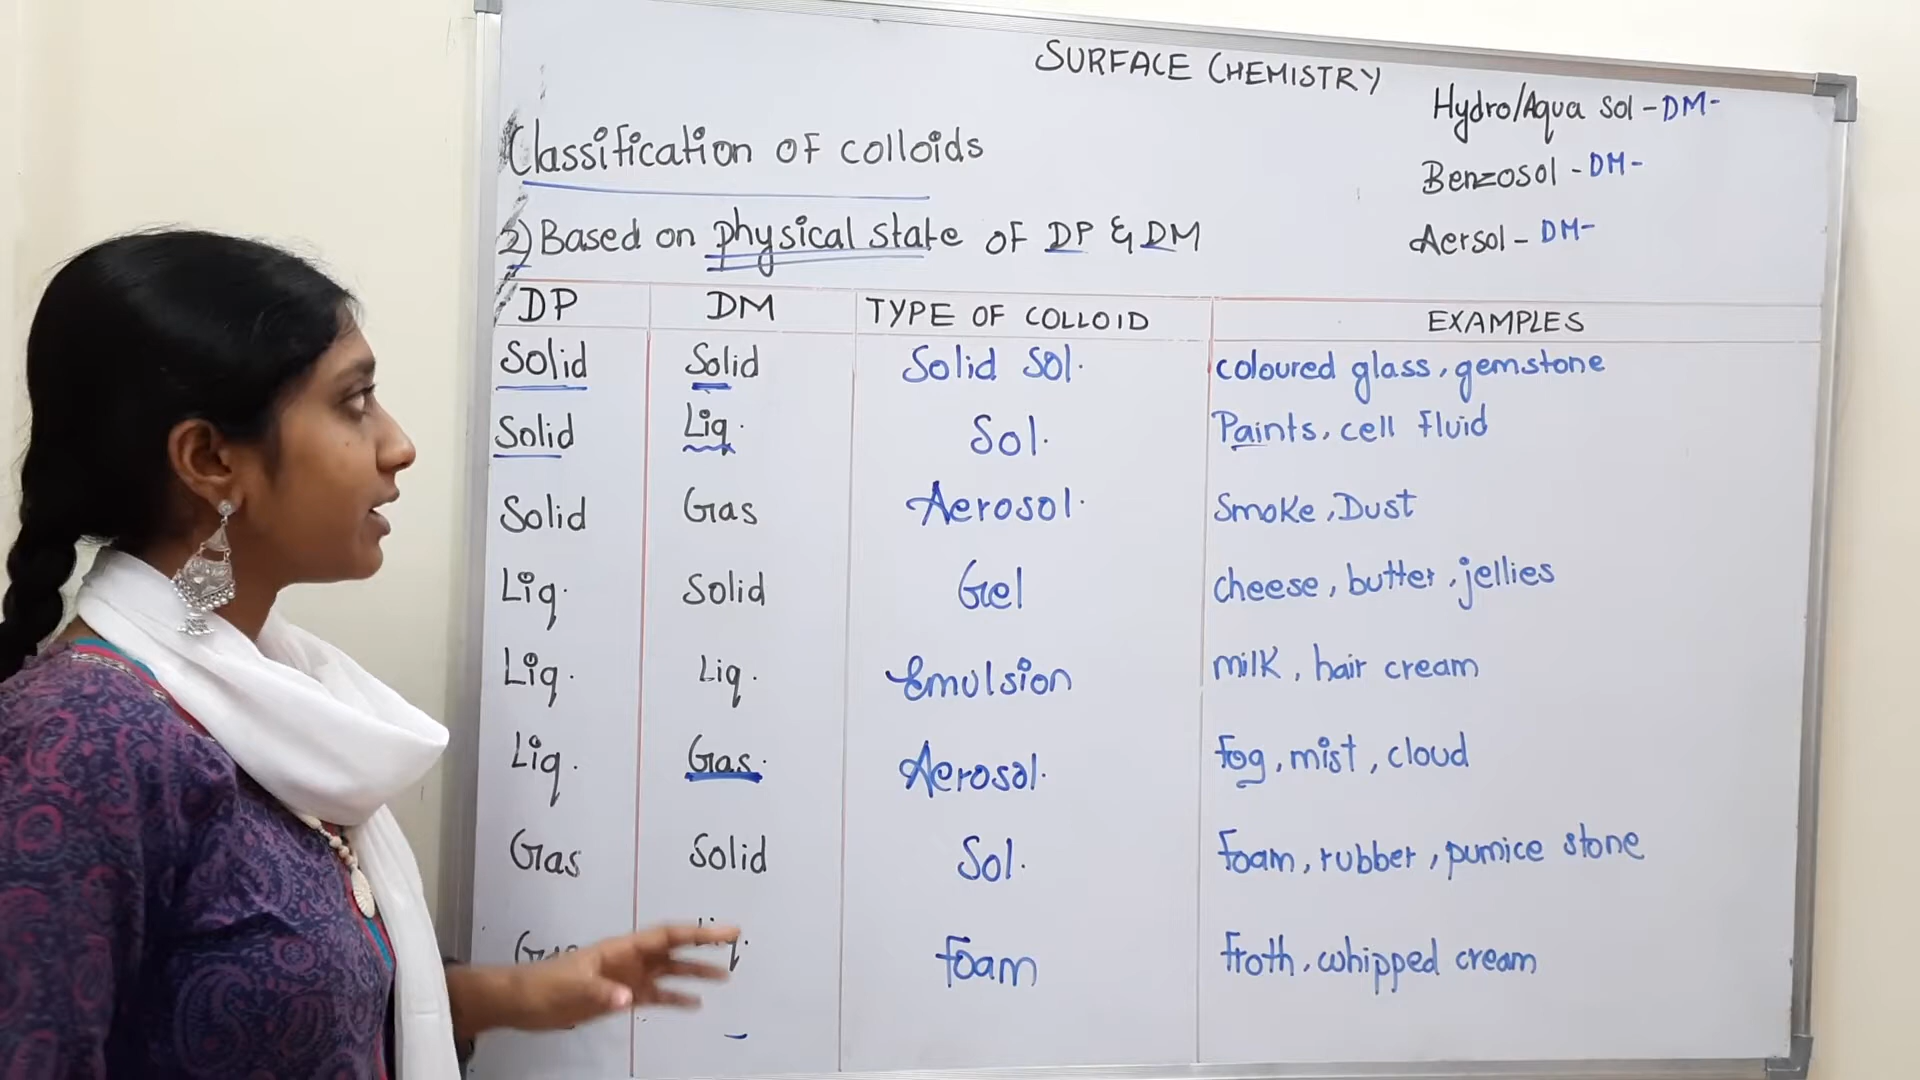 SURFACE CHEMISTRY
Hydro/Aqua sol - DM-
Benzosol - DM-
Aersol - DM-
Classification of colloids
2) Based on physical state of DP & DM
DP DM TYPE OF COLLOID EXAMPLES
Solid Solid Solid Sol. coloured glass, gemstone
Solid Liq. Sol. Paints, cell fluid
Solid Gas Aerosol. Smoke, Dust
Liq. Solid Gel cheese, butter, jellies
Liq. Liq. Emulsion milk, hair cream
Liq. Gas. Aerosol. Fog, mist, cloud
Gas Solid Sol. Foam, rubber, pumice stone
Foam Froth, whipped cream